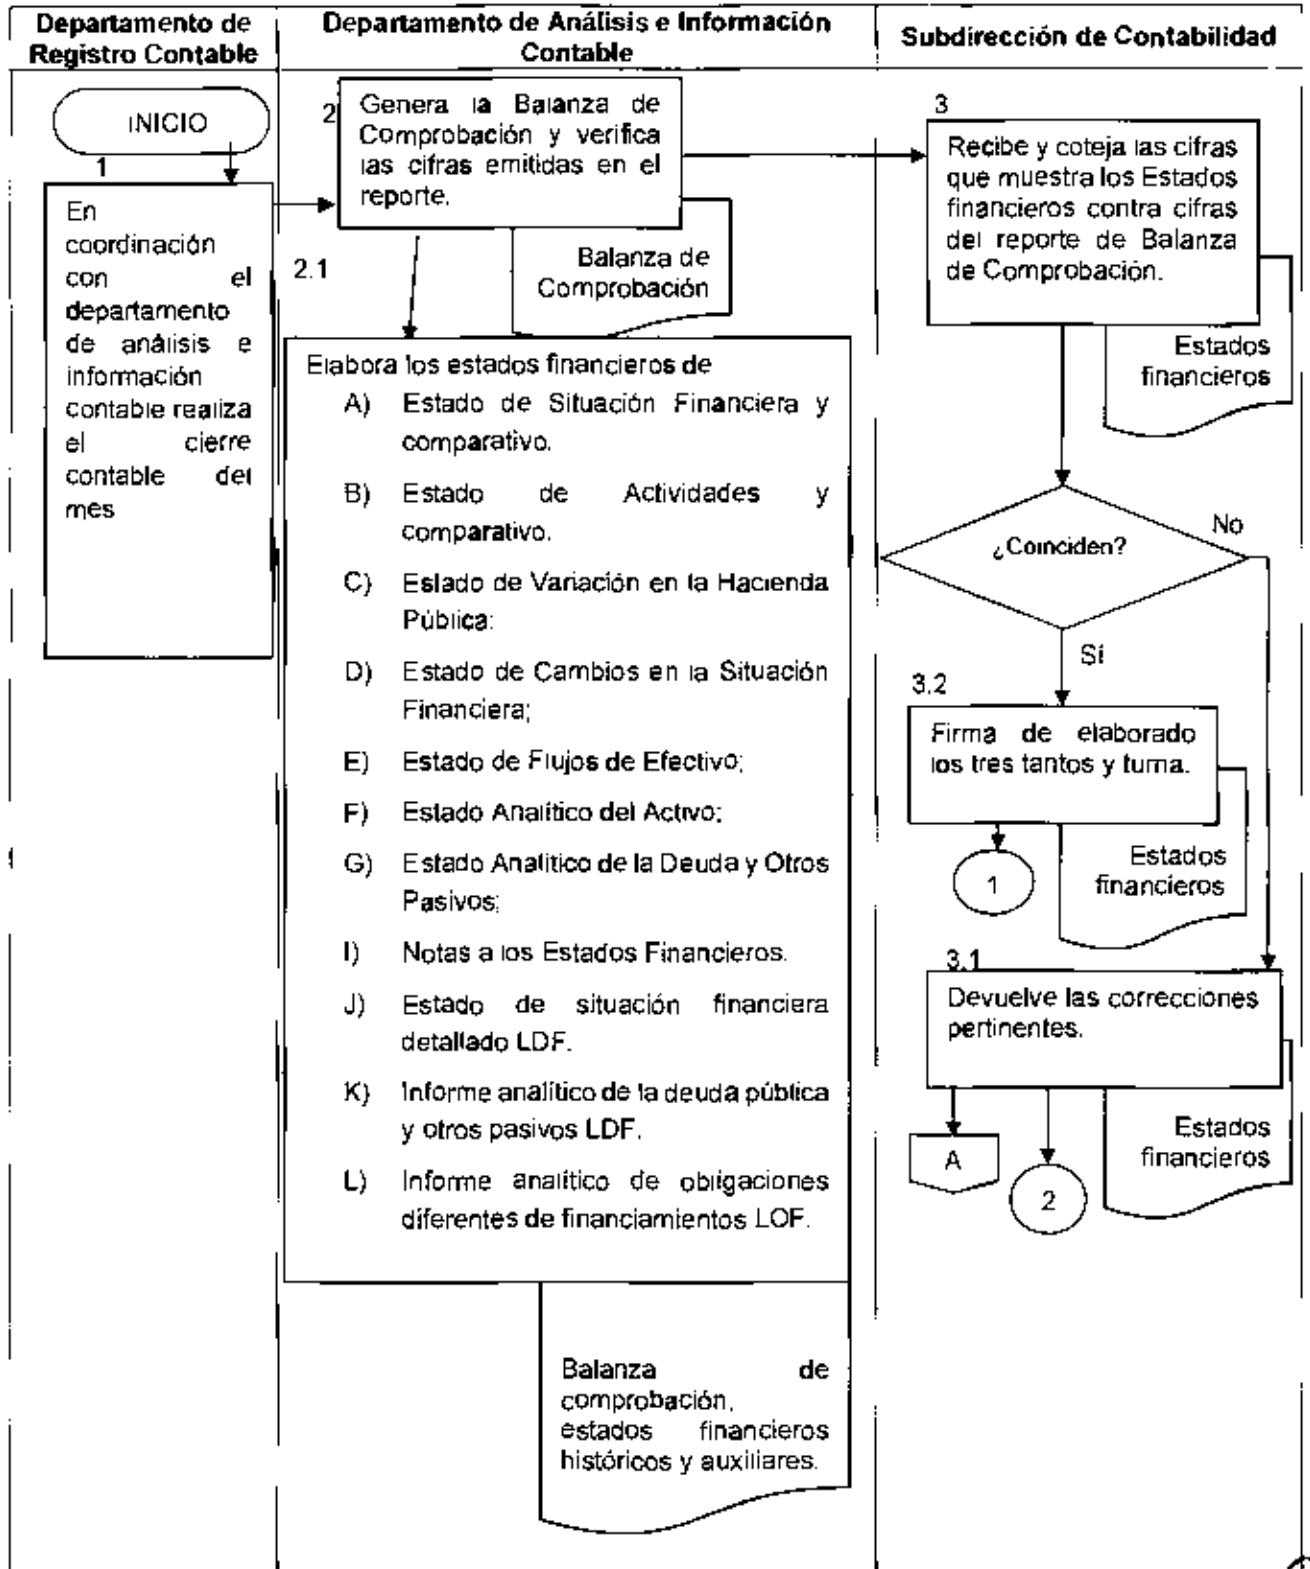 Departamento de
Registro Contable
Departamento de Análisis e Información
Contable
Subdirección de Contabilidad
INICIO
1
En
coordinación
con el
departamento
de análisis e
información
contable realiza
el cierre
contable del
mes
2
Genera la Balanza de
Comprobación y verifica
las cifras emitidas en el
reporte.
Balanza de
Comprobación
2.1
Elabora los estados financieros de
A) Estado de Situación Financiera y
comparativo.
B) Estado de Actividades y
comparativo.
C) Estado de Variación en la Hacienda
Pública:
D) Estado de Cambios en la Situación
Financiera;
E) Estado de Flujos de Efectivo;
F) Estado Analítico del Activo;
G) Estado Analítico de la Deuda y Otros
Pasivos;
I) Notas a los Estados Financieros.
J) Estado de situación financiera
detallado LDF.
K) Informe analítico de la deuda pública
y otros pasivos LDF.
L) Informe analítico de obligaciones
diferentes de financiamientos LOF.
Balanza de
comprobación,
estados financieros
históricos y auxiliares.
3
Recibe y coteja las cifras
que muestra los Estados
financieros contra cifras
del reporte de Balanza
de Comprobación.
Estados
financieros
¿Coinciden?
No
Sí
3.2
Firma de elaborado
los tres tantos y turna.
Estados
financieros
1
3.1
Devuelve las correcciones
pertinentes.
Estados
financieros
A
2